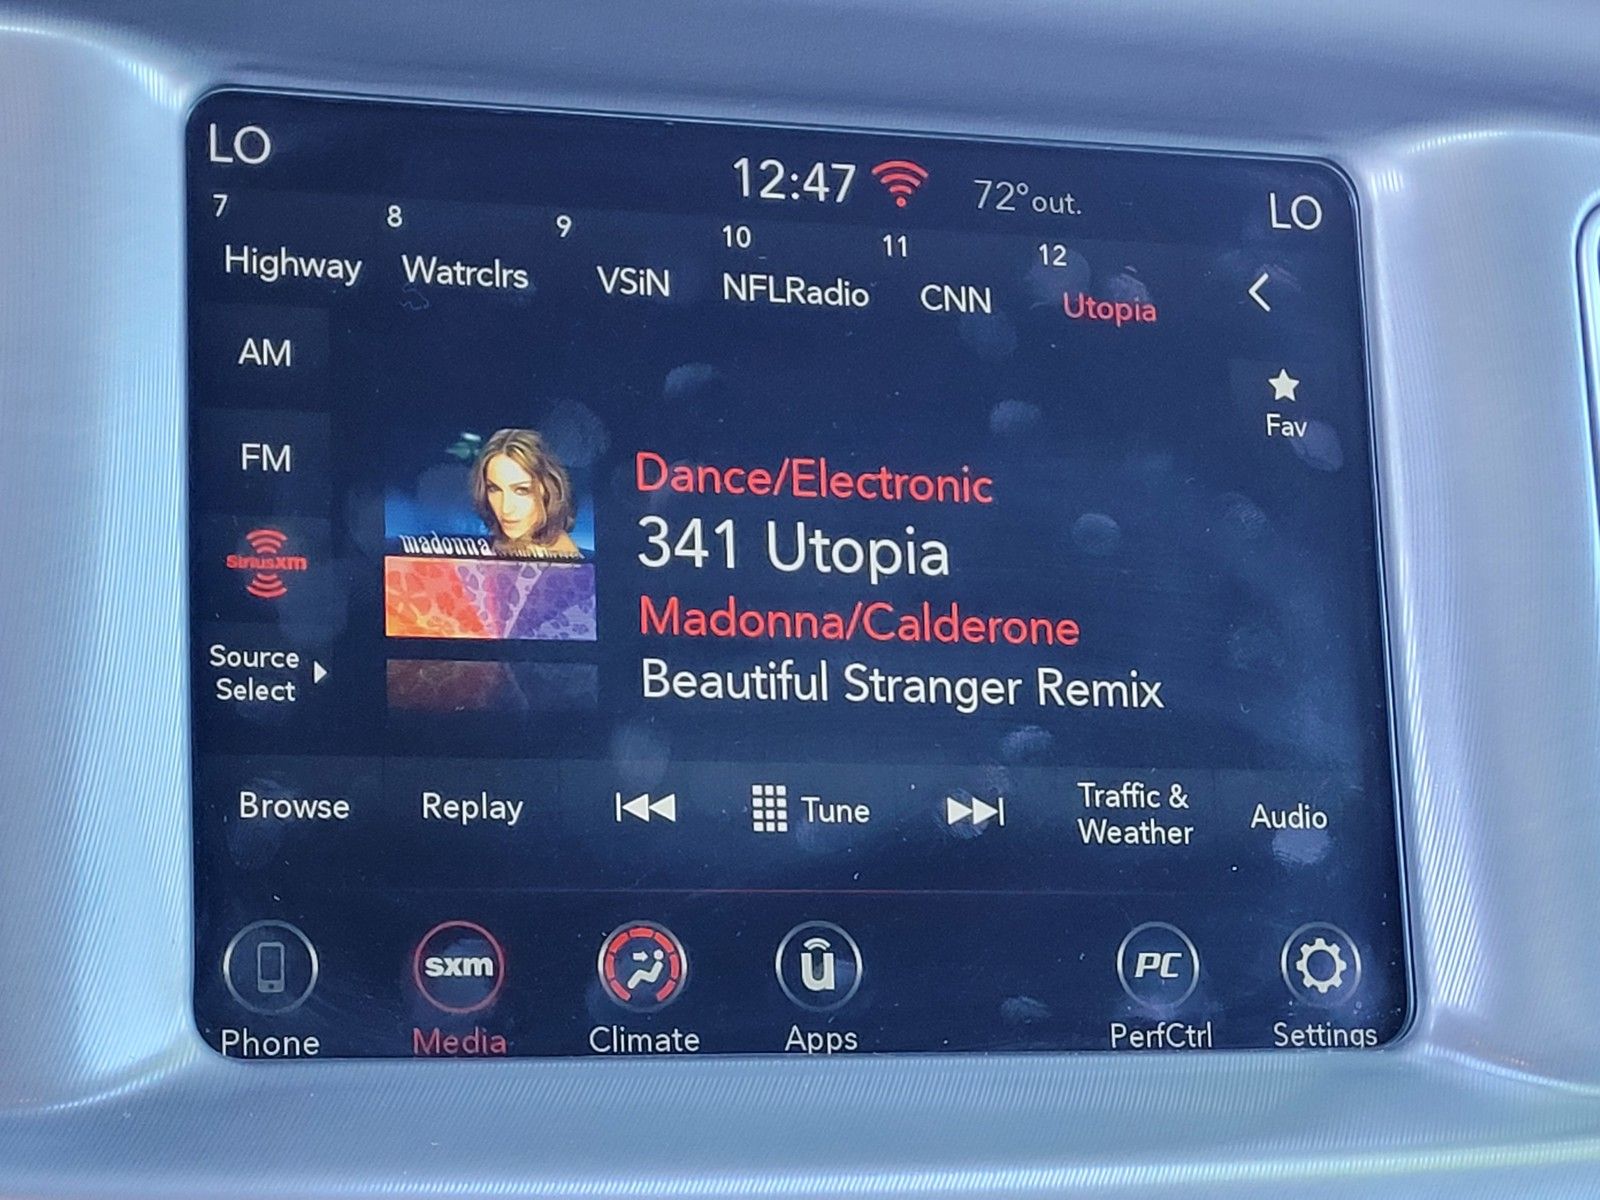 LO
12:47
72° out.
LO
7 8 9 10 11 12
Highway Watrclrs VSiN NFLRadio CNN Utopia
AM
Fav
FM
Dance/Electronic
341 Utopia
madonna
siriusxm
Madonna/Calderone
Beautiful Stranger Remix
Source
Select
Browse Replay Tune Traffic &
Weather Audio
sxm u PC
Phone Media Climate Apps PerfCtrl Settings